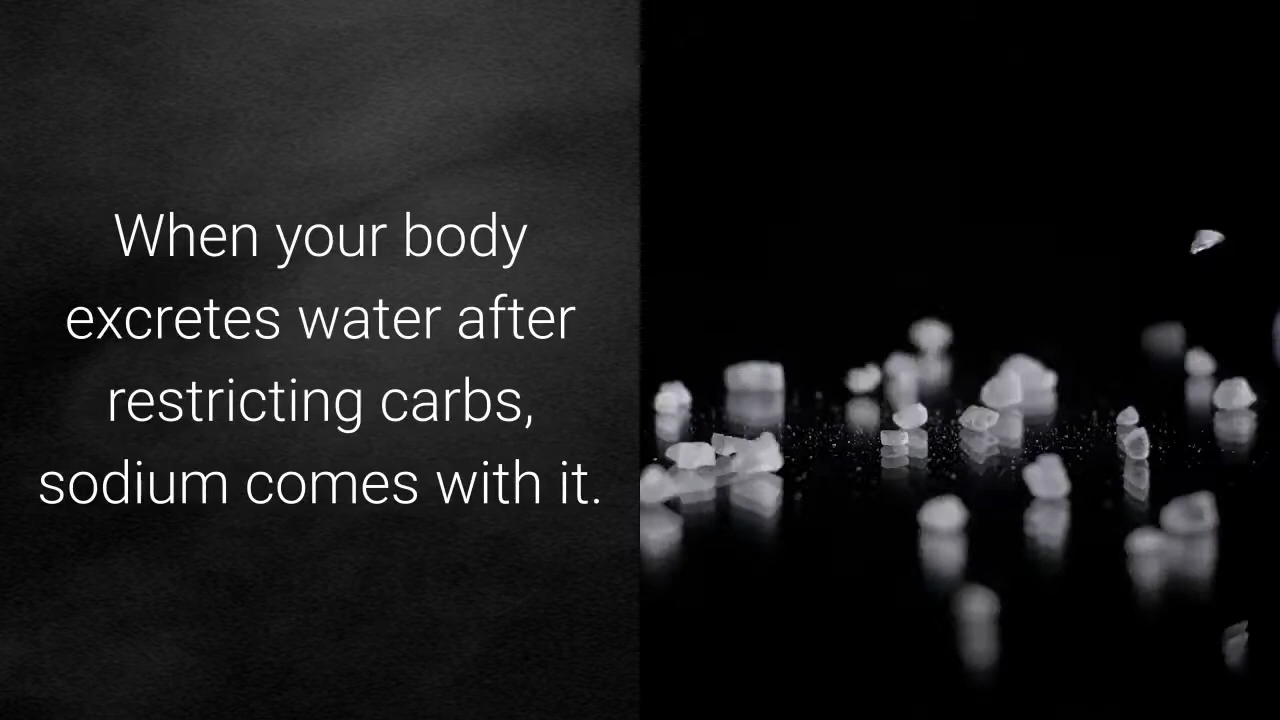 When your body
excretes water after
restricting carbs,
sodium comes with it.